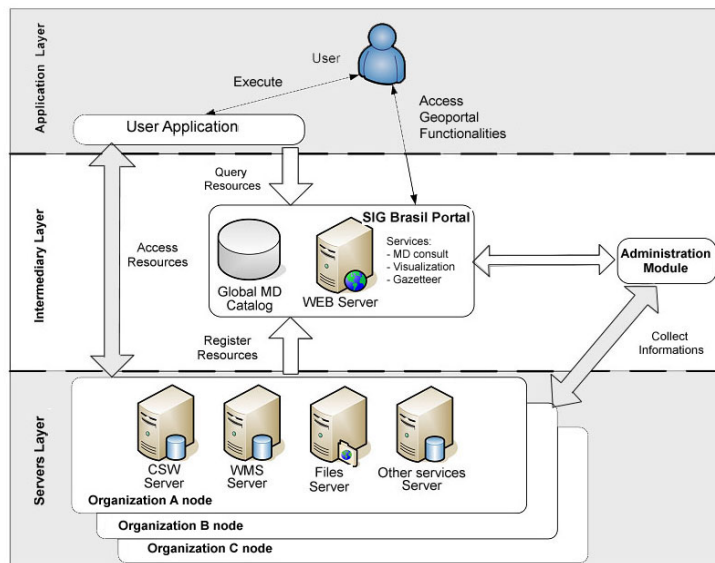 Application Layer
User
Execute
Access
Geoportal
Functionalities
User Application
Intermediary Layer
Query
Resources
SIG Brasil Portal
Services:
- MD consult
- Visualization
- Gazetteer
Global MD
Catalog
WEB Server
Access
Resources
Administration
Module
Register
Resources
Collect
Informations
Servers Layer
CSW
Server
WMS
Server
Files
Server
Other services
Server
Organization A node
Organization B node
Organization C node